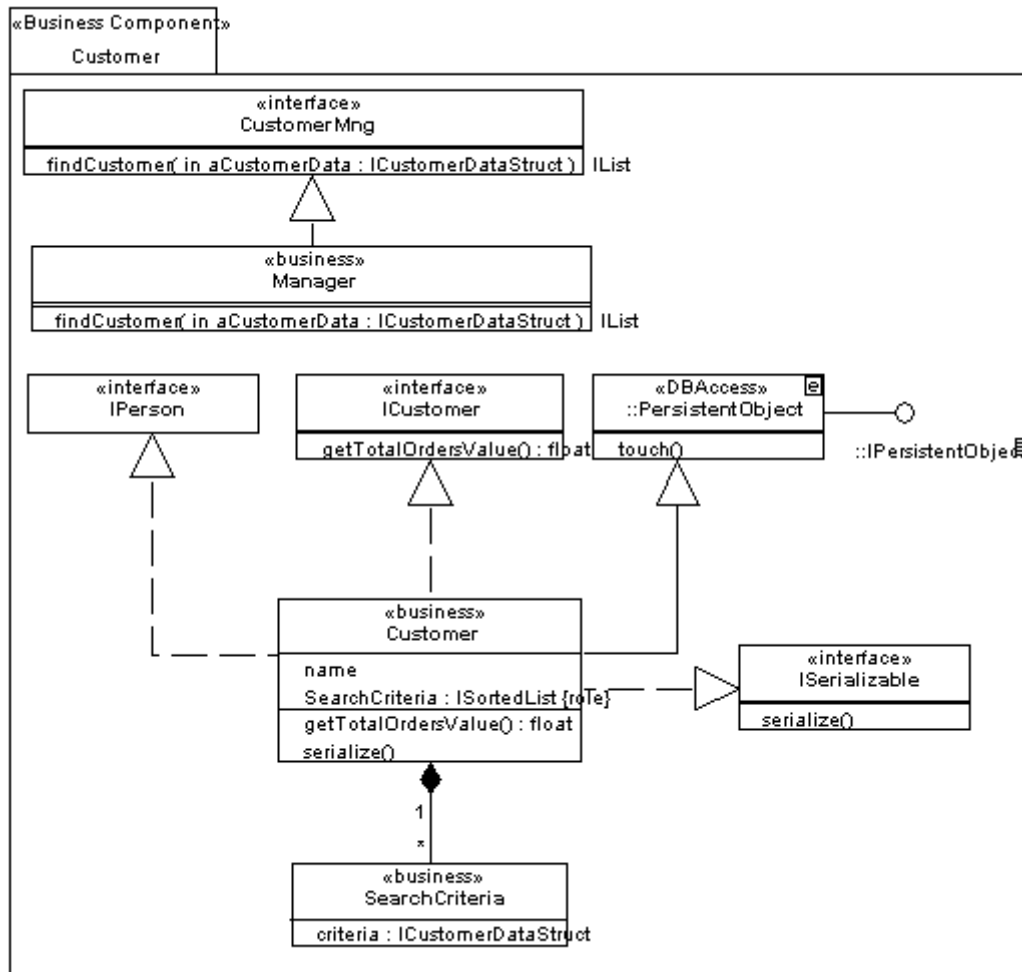 «Business Component»
Customer
«interface»
CustomerMng
findCustomer( in aCustomerData : ICustomerDataStruct ) IList
«business»
Manager
findCustomer( in aCustomerData : ICustomerDataStruct ) IList
«interface»
IPerson
«interface»
ICustomer
getTotalOrdersValue() : float
«DBAccess» e
::PersistentObject
touch()
::IPersistentObject
«business»
Customer
name
SearchCriteria : ISortedList {role}
getTotalOrdersValue() : float
serialize()
«interface»
ISerializable
serialize()
1
*
«business»
SearchCriteria
criteria : ICustomerDataStruct